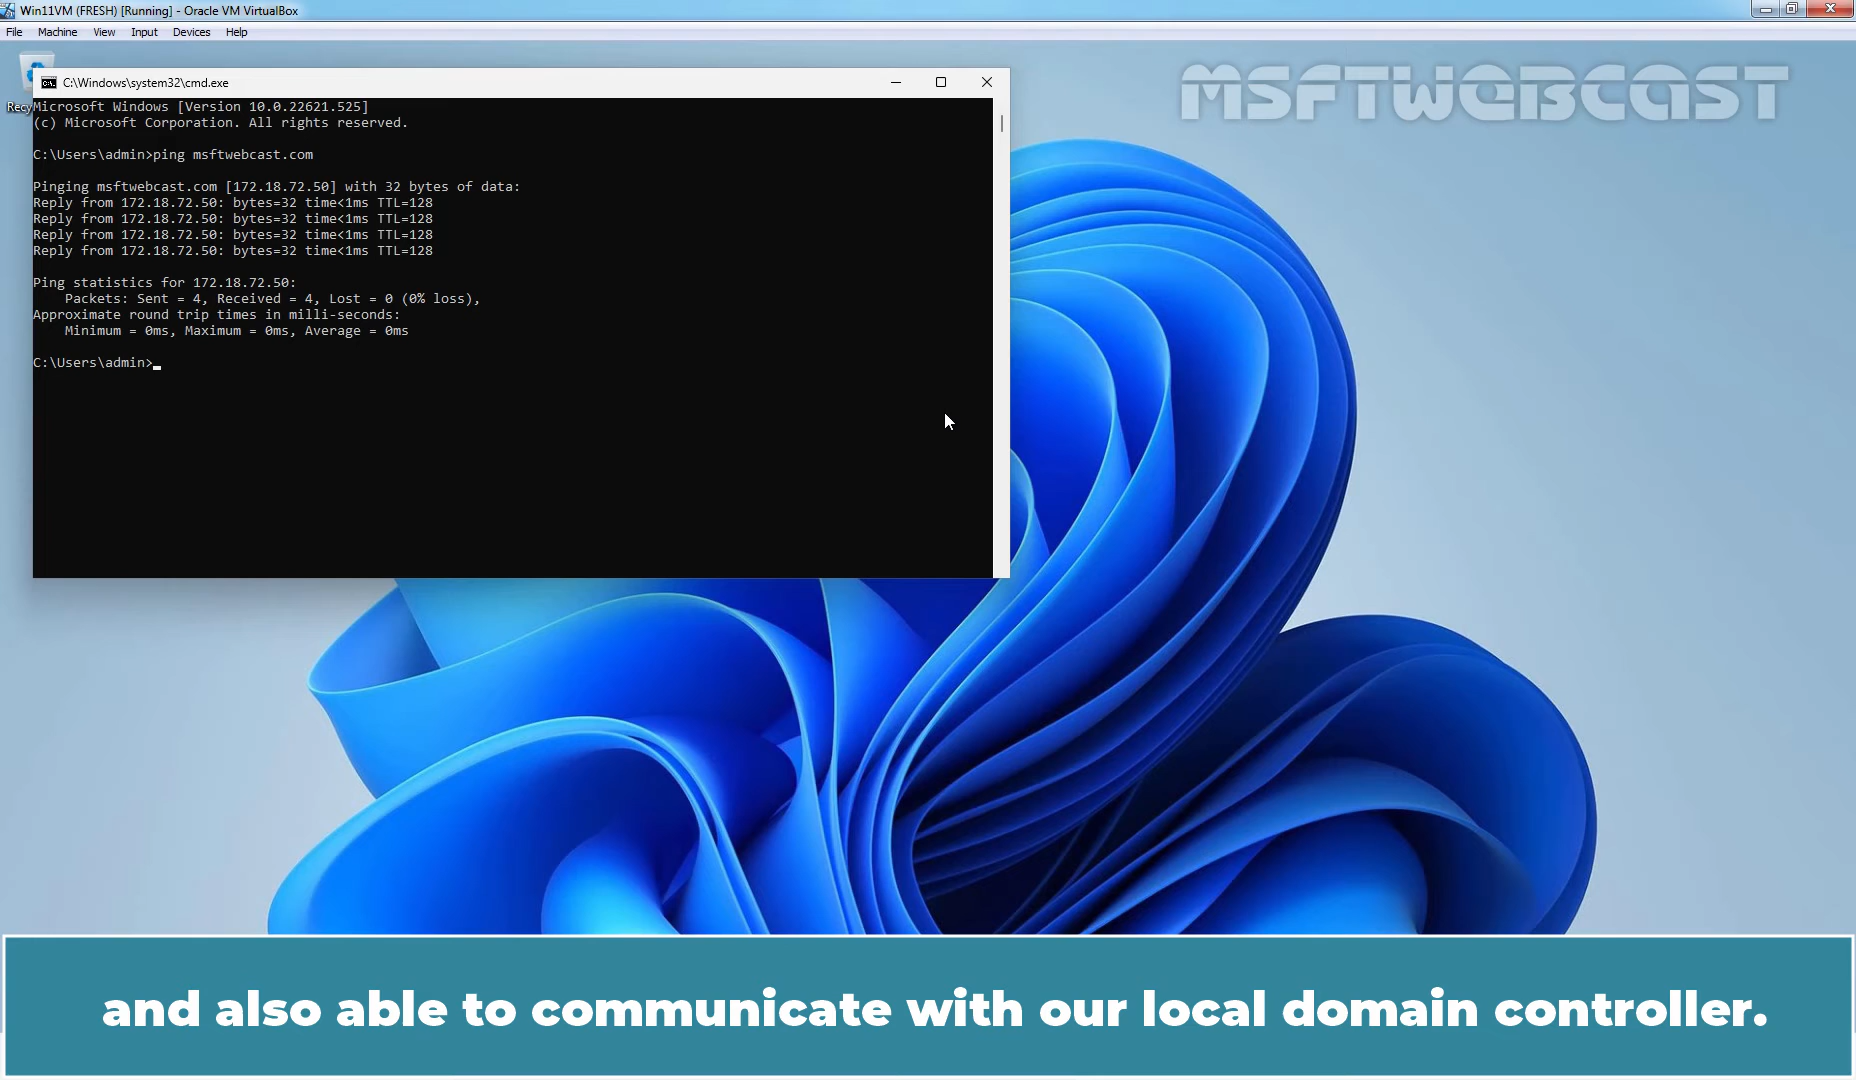 Win11VM (FRESH) [Running] - Oracle VM VirtualBox
File Machine View Input Devices Help
MSFTWEBCAST
Recy
C:\Windows\system32\cmd.exe
Microsoft Windows [Version 10.0.22621.525]
(c) Microsoft Corporation. All rights reserved.
C:\Users\admin>ping msftwebcast.com
Pinging msftwebcast.com [172.18.72.50] with 32 bytes of data:
Reply from 172.18.72.50: bytes=32 time<1ms TTL=128
Reply from 172.18.72.50: bytes=32 time<1ms TTL=128
Reply from 172.18.72.50: bytes=32 time<1ms TTL=128
Reply from 172.18.72.50: bytes=32 time<1ms TTL=128
Ping statistics for 172.18.72.50:
Packets: Sent = 4, Received = 4, Lost = 0 (0% loss),
Approximate round trip times in milli-seconds:
Minimum = 0ms, Maximum = 0ms, Average = 0ms
C:\Users\admin>
and also able to communicate with our local domain controller.